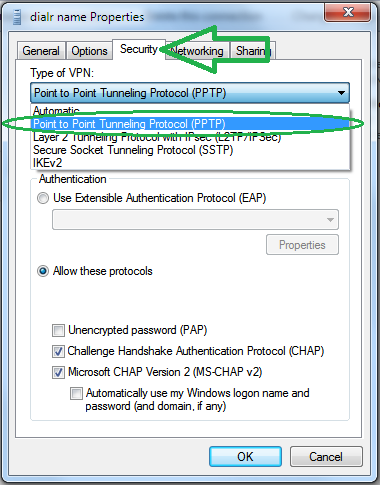 dialr name Properties
General Options Security Networking Sharing
Type of VPN:
Point to Point Tunneling Protocol (PPTP)
Automatic
Point to Point Tunneling Protocol (PPTP)
Layer 2 Tunneling Protocol with IPsec (L2TP/IPSec)
Secure Socket Tunneling Protocol (SSTP)
IKEv2
Authentication
Use Extensible Authentication Protocol (EAP)
Properties
Allow these protocols
Unencrypted password (PAP)
Challenge Handshake Authentication Protocol (CHAP)
Microsoft CHAP Version 2 (MS-CHAP v2)
Automatically use my Windows logon name and
password (and domain, if any)
OK Cancel